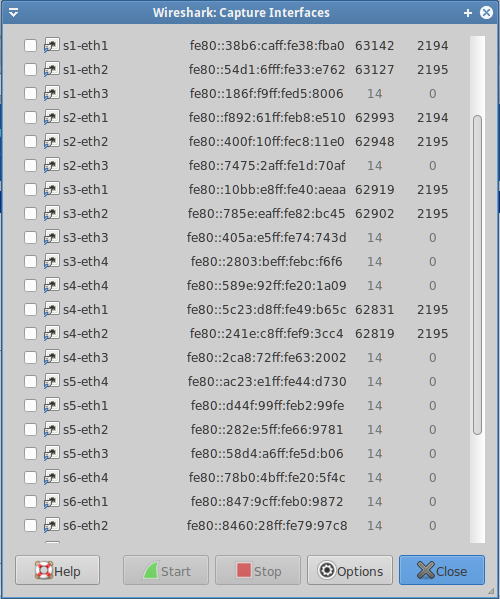 Wireshark: Capture Interfaces
s1-eth1 fe80::38b6:caff:fe38:fba0 63142 2194
s1-eth2 fe80::54d1:6fff:fe33:e762 63127 2195
s1-eth3 fe80::186f:f9ff:fed5:8006 14 0
s2-eth1 fe80::f892:61ff:feb8:e510 62993 2194
s2-eth2 fe80::400f:10ff:fec8:11e0 62948 2195
s2-eth3 fe80::7475:2aff:fe1d:70af 14 0
s3-eth1 fe80::10bb:e8ff:fe40:aeaa 62919 2195
s3-eth2 fe80::785e:eaff:fe82:bc45 62902 2195
s3-eth3 fe80::405a:e5ff:fe74:743d 14 0
s3-eth4 fe80::2803:beff:febc:f6f6 14 0
s4-eth4 fe80::589e:92ff:fe20:1a09 14 0
s4-eth1 fe80::5c23:d8ff:fe49:b65c 62831 2195
s4-eth2 fe80::241e:c8ff:fef9:3cc4 62819 2195
s4-eth3 fe80::2ca8:72ff:fe63:2002 14 0
s5-eth4 fe80::ac23:e1ff:fe44:d730 14 0
s5-eth1 fe80::d44f:99ff:feb2:99fe 14 0
s5-eth2 fe80::282e:5ff:fe66:9781 14 0
s5-eth3 fe80::58d4:a6ff:fe5d:b06 14 0
s6-eth4 fe80::78b0:4bff:fe20:5f4c 14 0
s6-eth1 fe80::847:9cff:feb0:9872 14 0
s6-eth2 fe80::8460:28ff:fe79:97c8 14 0
Help Start Stop Options Close